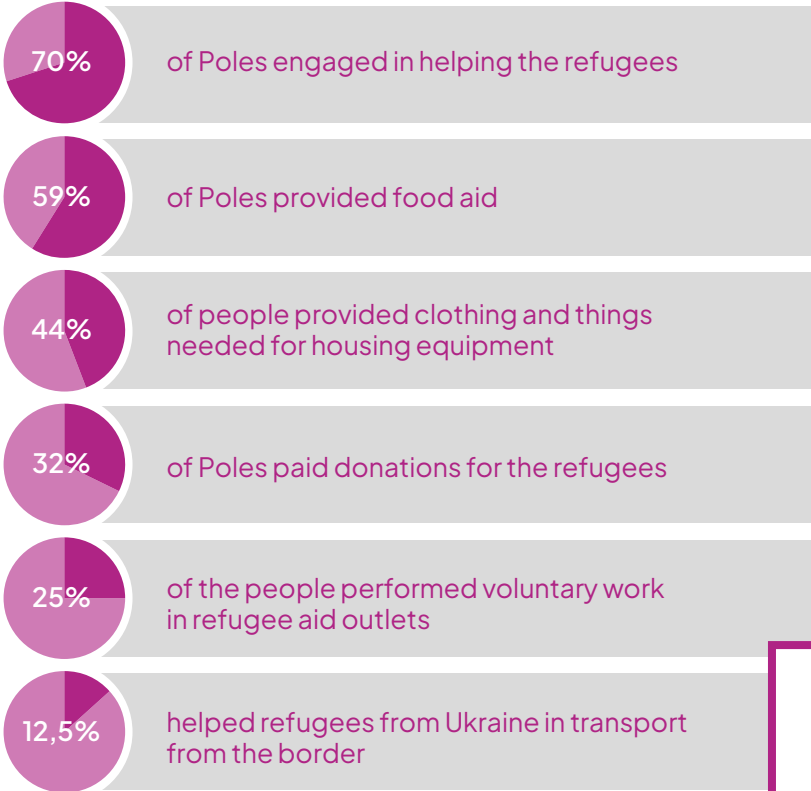 70%
of Poles engaged in helping the refugees
59%
of Poles provided food aid
44%
of people provided clothing and things
needed for housing equipment
32%
of Poles paid donations for the refugees
25%
of the people performed voluntary work
in refugee aid outlets
12,5%
helped refugees from Ukraine in transport
from the border